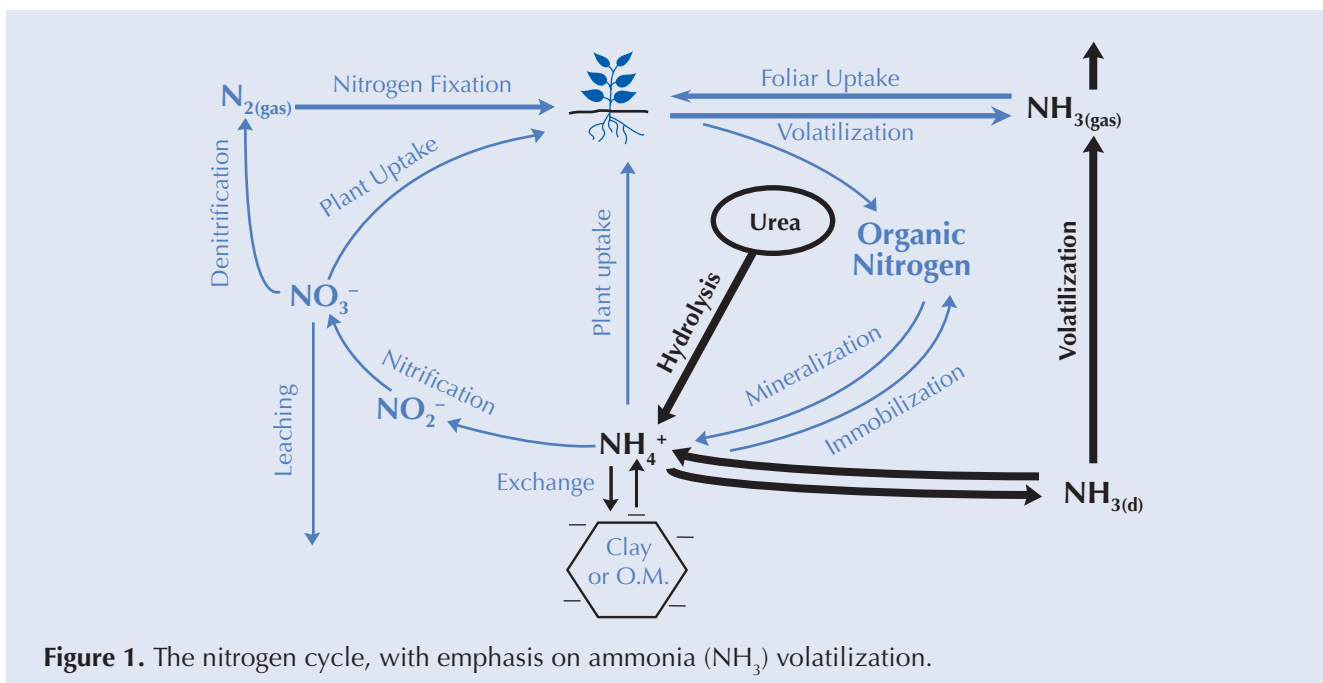 Nitrogen Fixation
N2(gas)
Foliar Uptake
NH3(gas)
Volatilization
Denitrification
Plant Uptake
Plant uptake
Urea
Organic
Nitrogen
Hydrolysis
Volatilization
NO3–
Nitrification
NO2–
Mineralization
Immobilization
Leaching
NH4+
Exchange
NH3(d)
Clay
or O.M.
– – – – –
Figure 1. The nitrogen cycle, with emphasis on ammonia (NH3) volatilization.